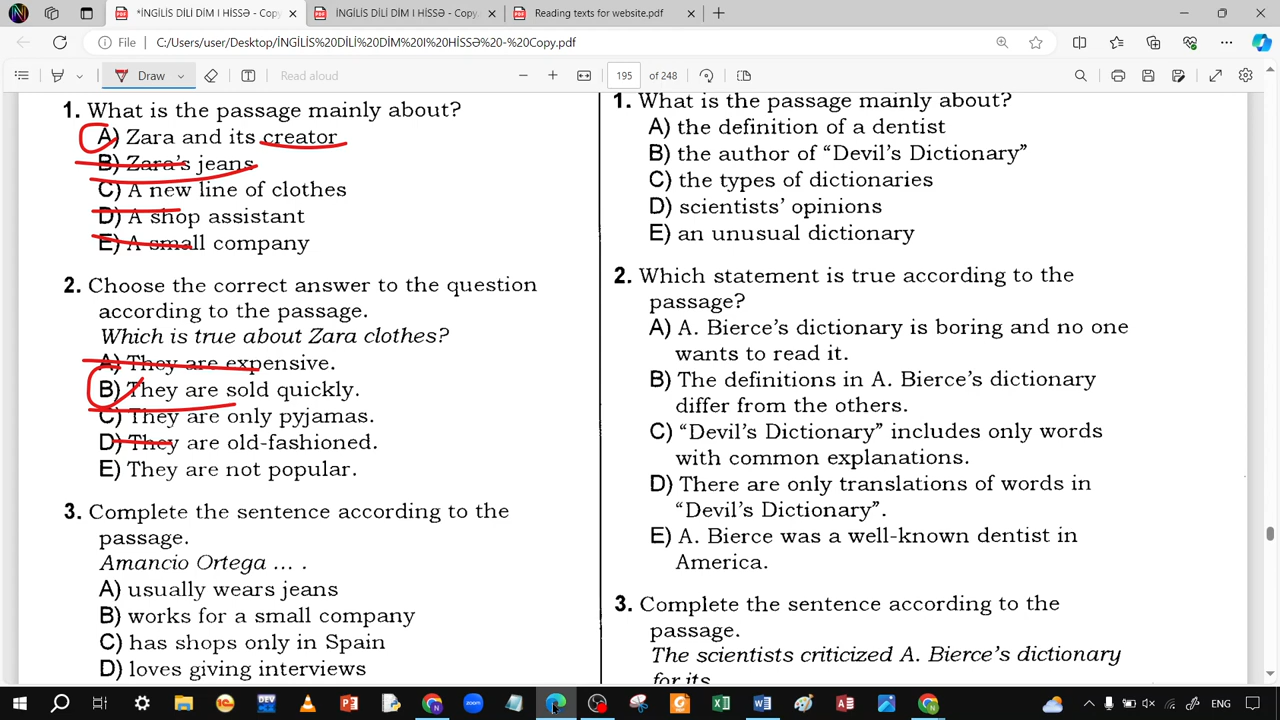 *İNGİLİS DİLİ DİM I HİSSƏ - Copy
İNGİLİS DİLİ DİM I HİSSƏ - Copy
Reading texts for website.pdf
File
C:/Users/user/Desktop/İNGİLİS%20DİLİ%20DİM%20I%20HİSSƏ%20-%20Copy.pdf
Draw
Read aloud
195 of 248
1. What is the passage mainly about?
A) Zara and its creator
B) Zara's jeans
C) A new line of clothes
D) A shop assistant
E) A small company
2. Choose the correct answer to the question
according to the passage.
Which is true about Zara clothes?
A) They are expensive.
B) They are sold quickly.
C) They are only pyjamas.
D) They are old-fashioned.
E) They are not popular.
3. Complete the sentence according to the
passage.
Amancio Ortega ... .
A) usually wears jeans
B) works for a small company
C) has shops only in Spain
D) loves giving interviews
1. What is the passage mainly about?
A) the definition of a dentist
B) the author of “Devil’s Dictionary”
C) the types of dictionaries
D) scientists’ opinions
E) an unusual dictionary
2. Which statement is true according to the
passage?
A) A. Bierce’s dictionary is boring and no one
wants to read it.
B) The definitions in A. Bierce’s dictionary
differ from the others.
C) “Devil’s Dictionary” includes only words
with common explanations.
D) There are only translations of words in
“Devil’s Dictionary”.
E) A. Bierce was a well-known dentist in
America.
3. Complete the sentence according to the
passage.
The scientists criticized A. Bierce’s dictionary
for its
DEV
zoom
ENG